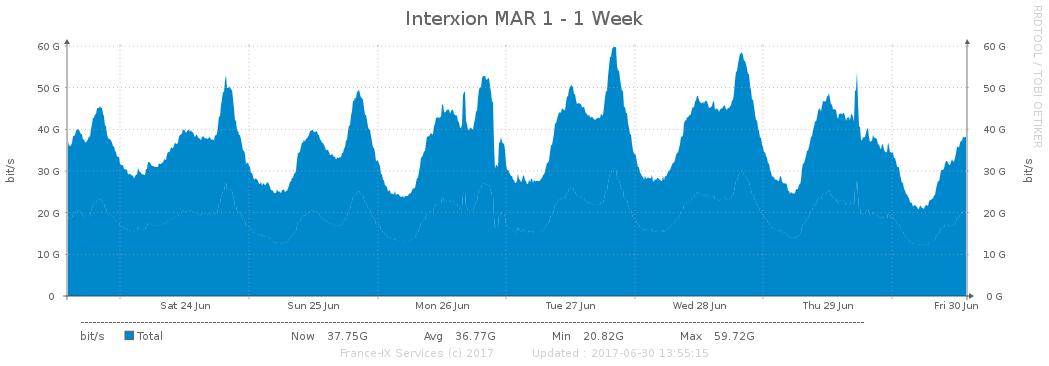 Interxion MAR 1 - 1 Week
RRDTOOL / TOBI OETIKER
60 G 60 G
50 G 50 G
40 G 40 G
30 G 30 G
20 G 20 G
10 G 10 G
0 0 G
bit/s
bit/s
Sat 24 Jun Sun 25 Jun Mon 26 Jun Tue 27 Jun Wed 28 Jun Thu 29 Jun Fri 30 Jun
bit/s Total Now 37.75G Avg 36.77G Min 20.82G Max 59.72G
France-IX Services (c) 2017 Updated : 2017-06-30 13:55:15